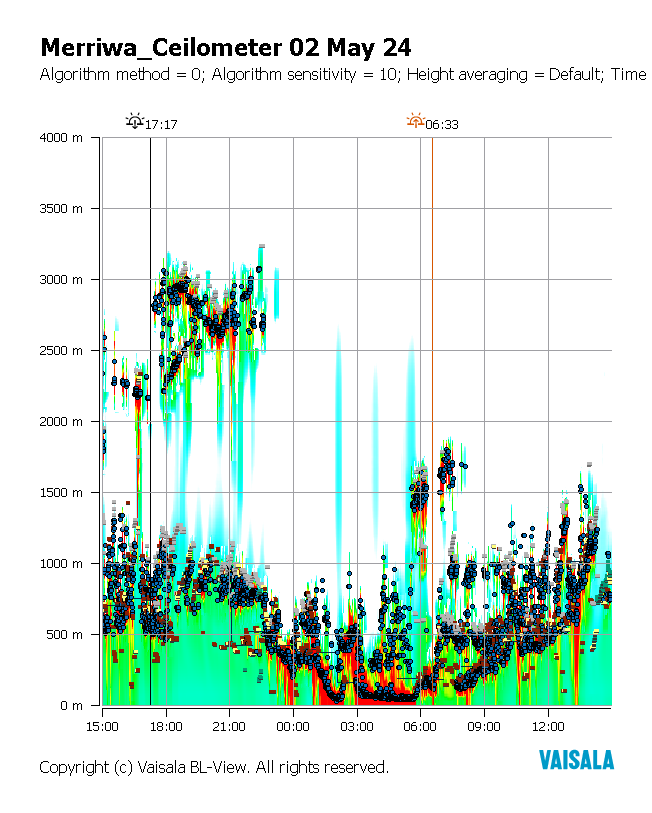 Merriwa_Ceilometer 02 May 24
Algorithm method = 0; Algorithm sensitivity = 10; Height averaging = Default; Time
17:17 06:33
4000 m
3500 m
3000 m
2500 m
2000 m
1500 m
1000 m
500 m
0 m
15:00 18:00 21:00 00:00 03:00 06:00 09:00 12:00
Copyright (c) Vaisala BL-View. All rights reserved.
VAISALA